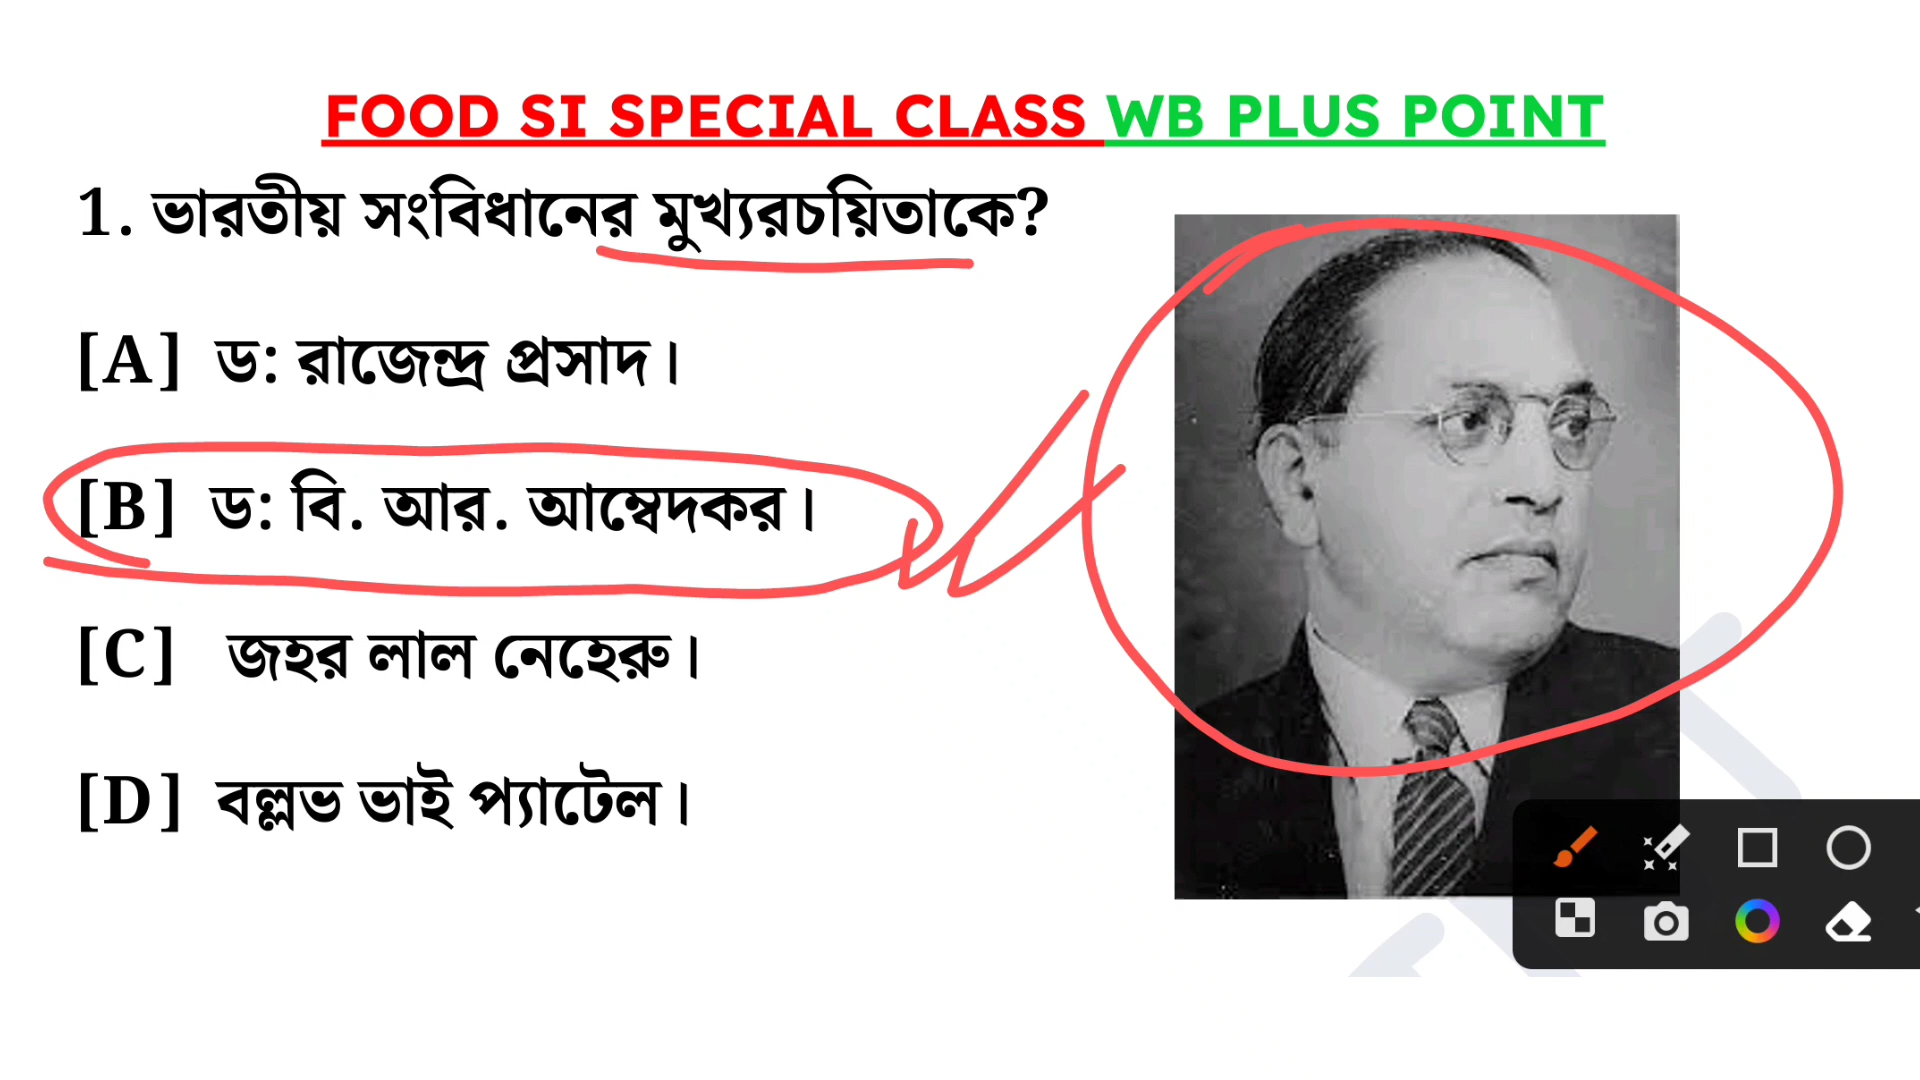 FOOD SI SPECIAL CLASS WB PLUS POINT
1. ভারতীয় সংবিধানের মুখ্যরচয়িতাকে?
[A] ড: রাজেন্দ্র প্রসাদ।
[B] ড: বি. আর. আম্বেদকর।
[C] জহর লাল নেহেরু।
[D] বল্লভ ভাই প্যাটেল।